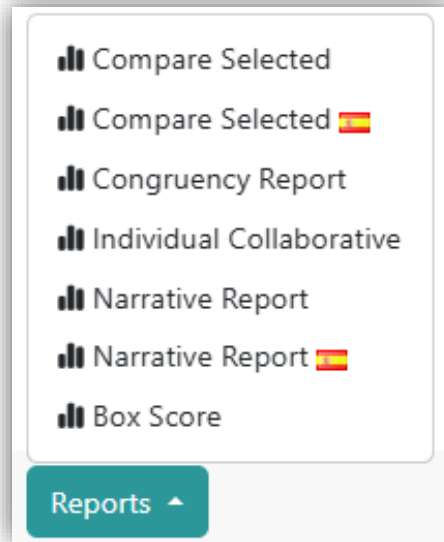 Compare Selected
Compare Selected
Congruency Report
Individual Collaborative
Narrative Report
Narrative Report
Box Score
Reports